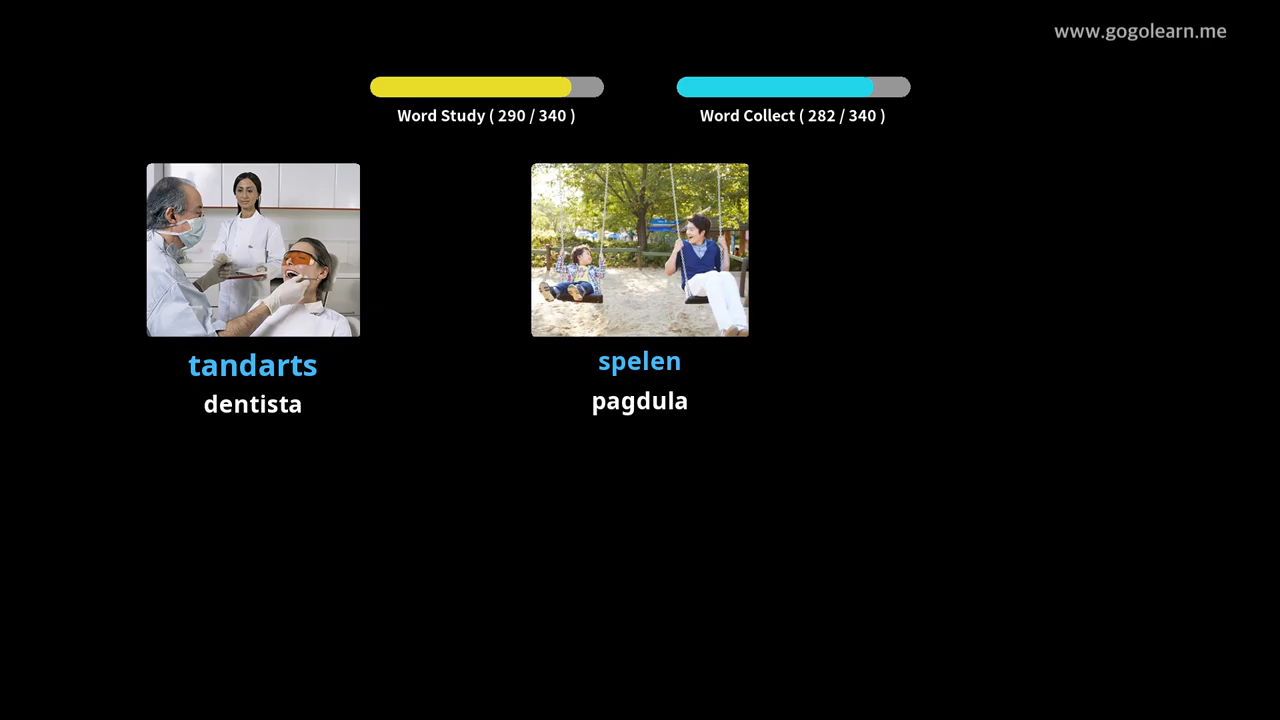 www.gogolearn.me
Word Study ( 290 / 340 )
Word Collect ( 282 / 340 )
tandarts
dentista
spelen
pagdula